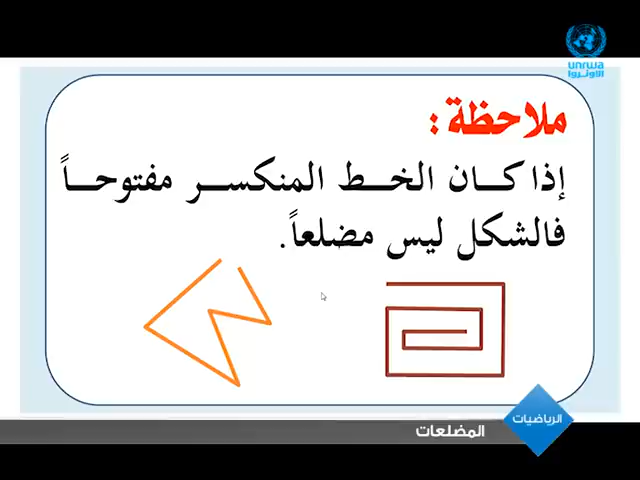 unrwa
الأونروا
ملاحظة :
إذا كان الخط المنكسر مفتوحاً
فالشكل ليس مضلعاً.
الرياضيات
المضلعات